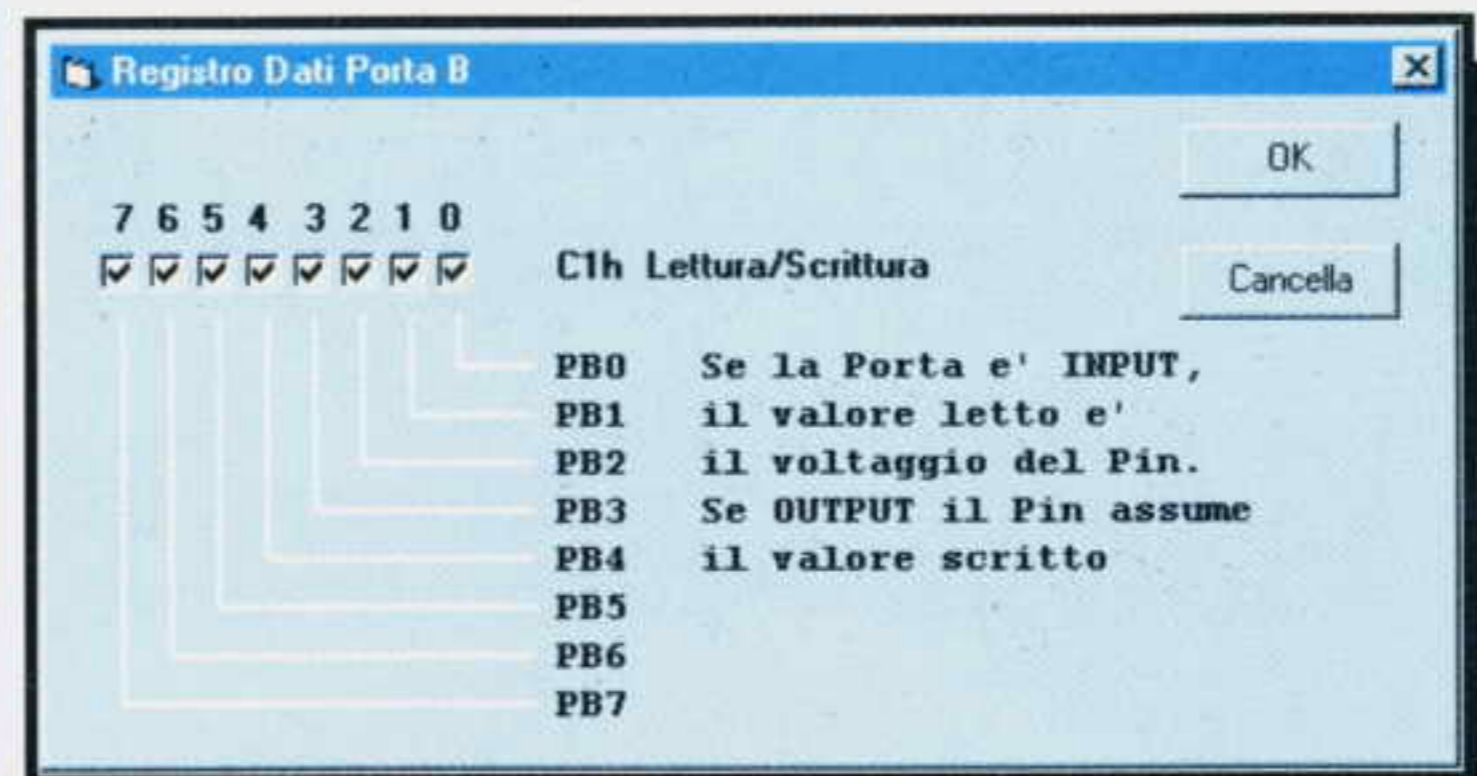 Registro Dati Porta B
OK
7 6 5 4 3 2 1 0
C1h Lettura/Scrittura
Cancella
PB0 Se la Porta e' INPUT,
PB1 il valore letto e'
PB2 il voltaggio del Pin.
PB3 Se OUTPUT il Pin assume
PB4 il valore scritto
PB5
PB6
PB7